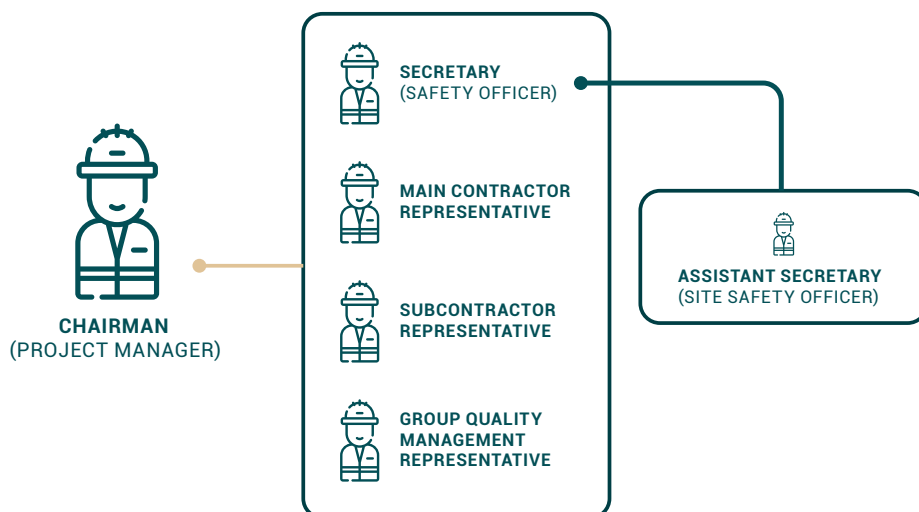 CHAIRMAN
(PROJECT MANAGER)
SECRETARY
(SAFETY OFFICER)
MAIN CONTRACTOR
REPRESENTATIVE
SUBCONTRACTOR
REPRESENTATIVE
GROUP QUALITY
MANAGEMENT
REPRESENTATIVE
ASSISTANT SECRETARY
(SITE SAFETY OFFICER)